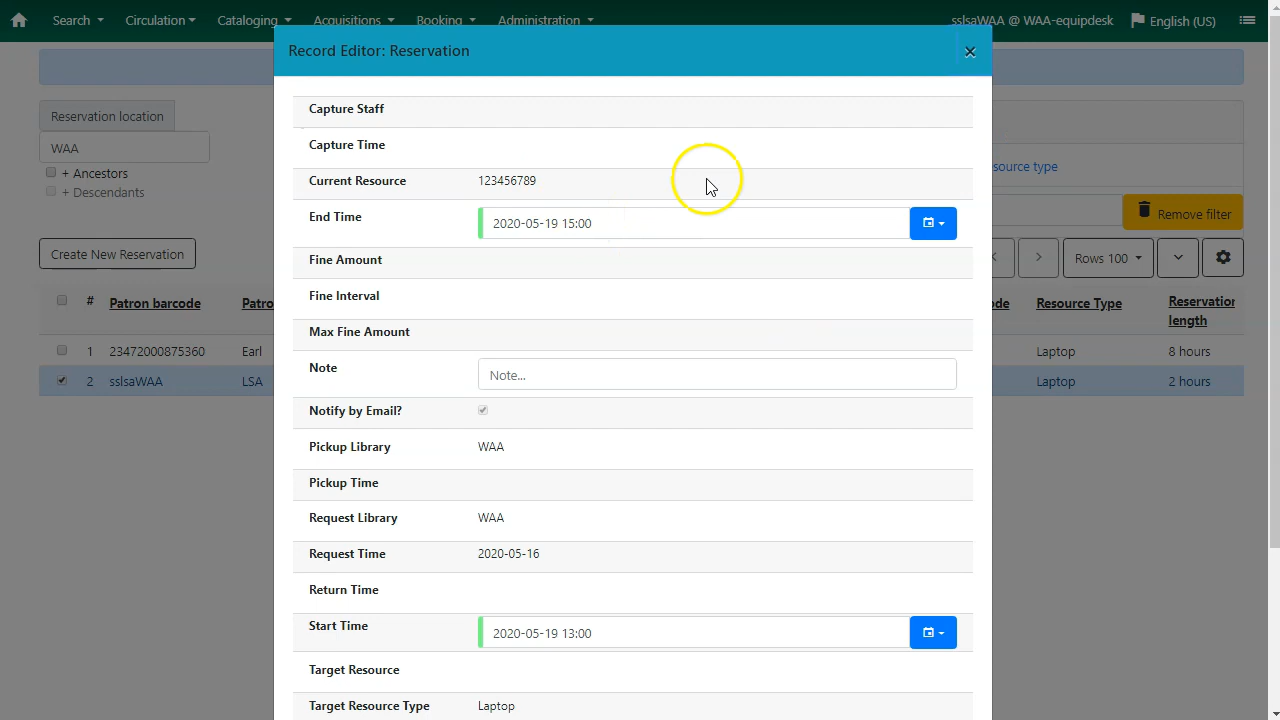 Search Circulation Cataloging Acquisitions Booking Administration sslsaWAA @ WAA-equipdesk English (US)
Record Editor: Reservation
Reservation location
WAA
+ Ancestors
+ Descendants
source type
Remove filter
Create New Reservation
Rows 100
# Patron barcode Patro ode Resource Type Reservation length
1 23472000875360 Earl Laptop 8 hours
2 sslsaWAA LSA Laptop 2 hours
Capture Staff
Capture Time
Current Resource 123456789
End Time 2020-05-19 15:00
Fine Amount
Fine Interval
Max Fine Amount
Note Note...
Notify by Email?
Pickup Library WAA
Pickup Time
Request Library WAA
Request Time 2020-05-16
Return Time
Start Time 2020-05-19 13:00
Target Resource
Target Resource Type Laptop